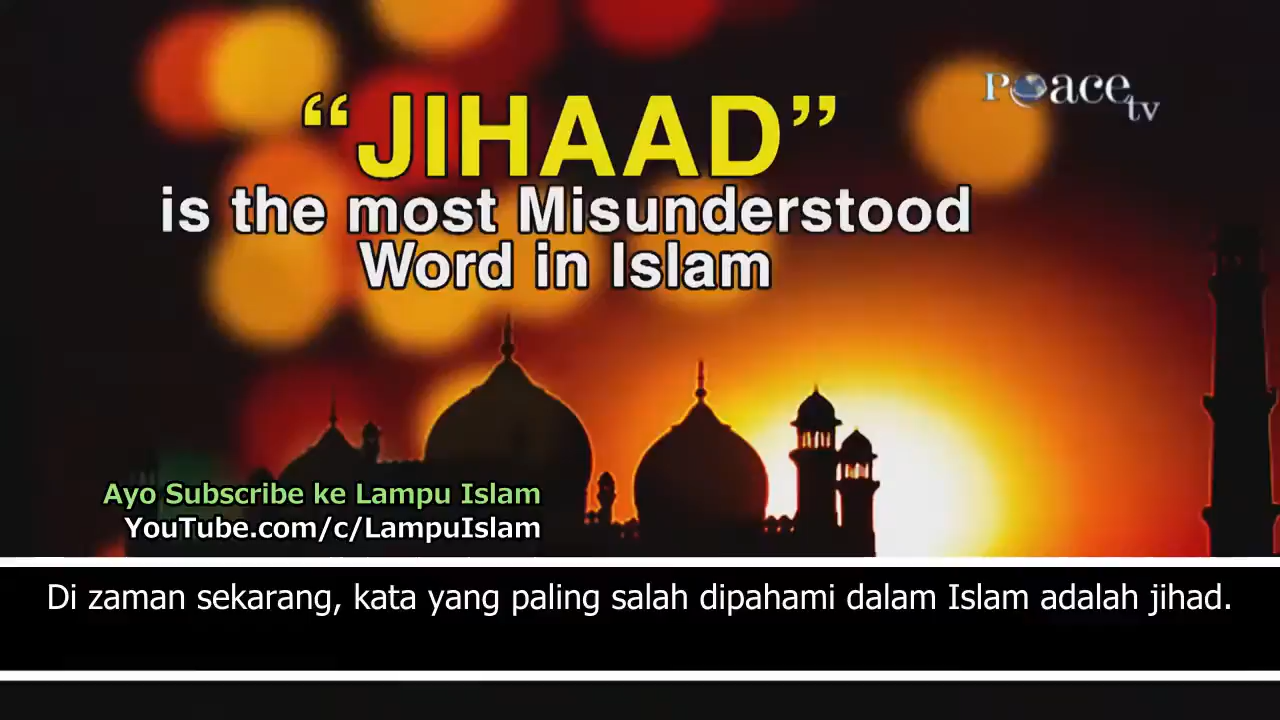 “JIHAAD”
is the most Misunderstood
Word in Islam
Peace tv
Ayo Subscribe ke Lampu Islam
YouTube.com/c/LampuIslam
Di zaman sekarang, kata yang paling salah dipahami dalam Islam adalah jihad.